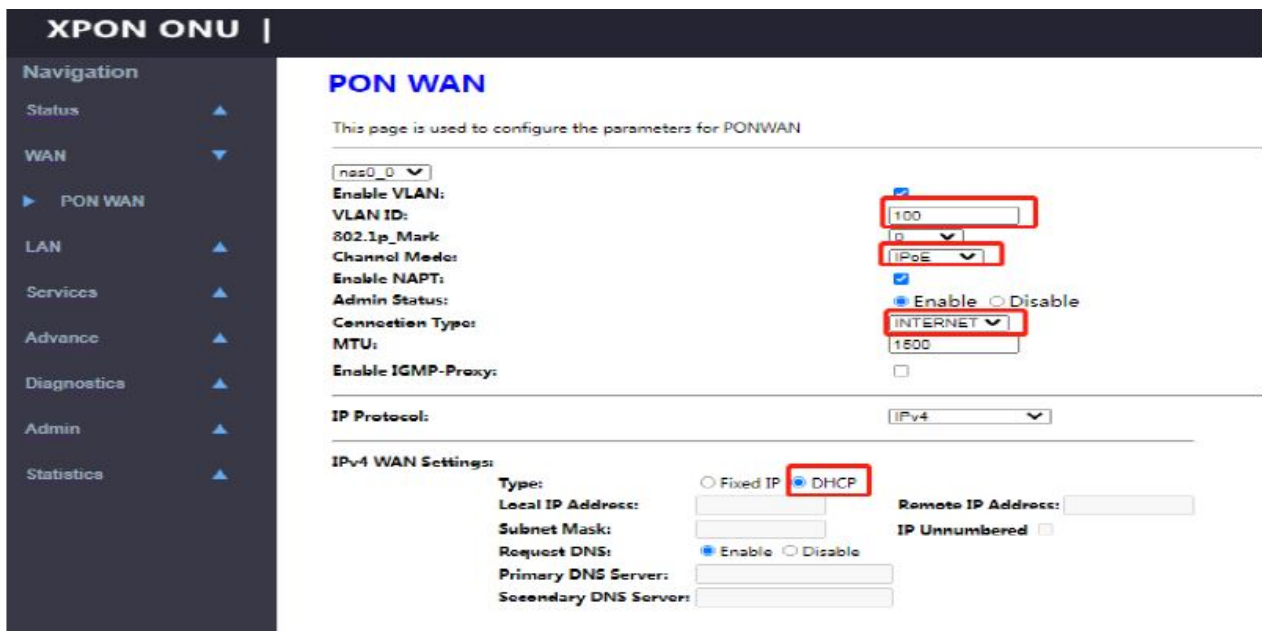 XPON ONU |
Navigation
Status
WAN
PON WAN
LAN
Services
Advance
Diagnostics
Admin
Statistics
PON WAN
This page is used to configure the parameters for PONWAN
nas0_0
Enable VLAN:
VLAN ID: 100
802.1p_Mark 0
Channel Mode: IPoE
Enable NAPT:
Admin Status: Enable Disable
Connection Type: INTERNET
MTU: 1500
Enable IGMP-Proxy:
IP Protocol: IPv4
IPv4 WAN Settings:
Type: Fixed IP DHCP
Local IP Address: Remote IP Address:
Subnet Mask: IP Unnumbered
Request DNS: Enable Disable
Primary DNS Server:
Secondary DNS Server: